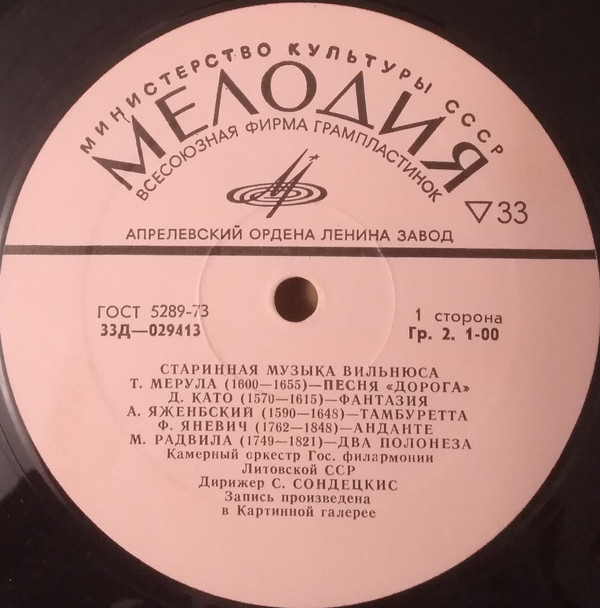 МИНИСТЕРСТВО КУЛЬТУРЫ СССР
МЕЛОДИЯ
ВСЕСОЮЗНАЯ ФИРМА ГРАМПЛАСТИНОК
М
▽33
АПРЕЛЕВСКИЙ ОРДЕНА ЛЕНИНА ЗАВОД
ГОСТ 5289-73
33Д—029413
1 сторона
Гр. 2. 1-00
СТАРИННАЯ МУЗЫКА ВИЛЬНЮСА
Т. МЕРУЛА (1600—1655)—ПЕСНЯ «ДОРОГА»
Д. КАТО (1570—1615)—ФАНТАЗИЯ
А. ЯЖЕНБСКИЙ (1590—1648)—ТАМБУРЕТТА
Ф. ЯНЕВИЧ (1762—1848)—АНДАНТЕ
М. РАДВИЛА (1749—1821)—ДВА ПОЛОНЕЗА
Камерный оркестр Гос. филармонии
Литовской ССР
Дирижер С. СОНДЕЦКИС
Запись произведена
в Картинной галерее